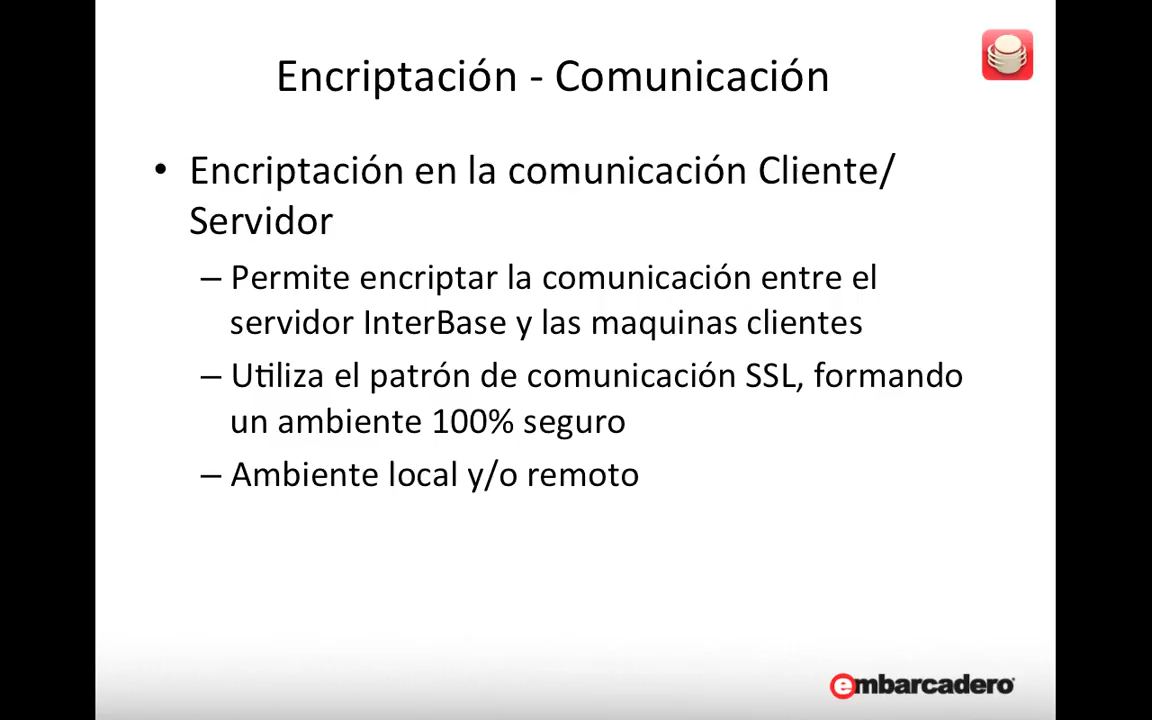 Encriptación - Comunicación
• Encriptación en la comunicación Cliente/
Servidor
– Permite encriptar la comunicación entre el
servidor InterBase y las maquinas clientes
– Utiliza el patrón de comunicación SSL, formando
un ambiente 100% seguro
– Ambiente local y/o remoto
embarcadero